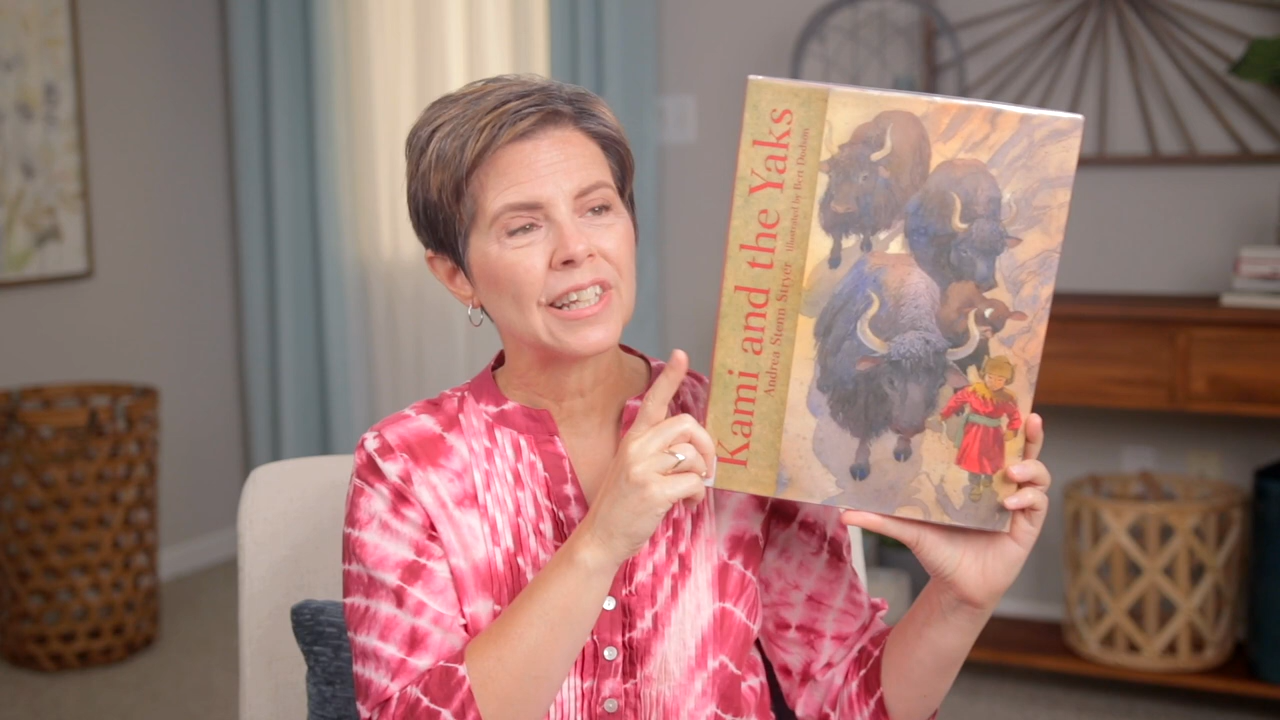 Kami and the Yaks
Andrea Stenn Stryer
Illustrated by Bert Dodson